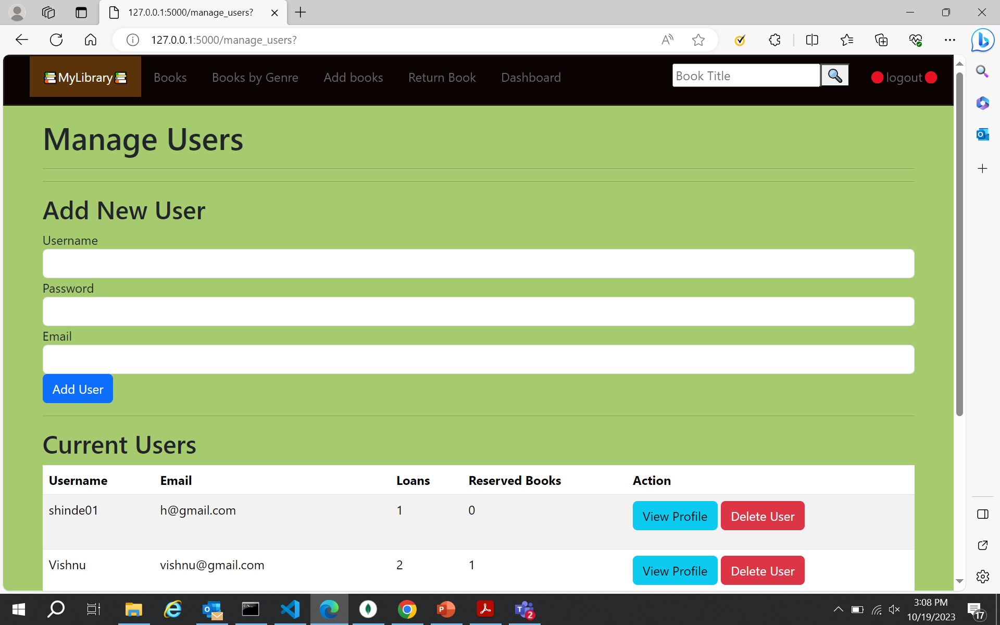 127.0.0.1:5000/manage_users?
127.0.0.1:5000/manage_users?
MyLibrary Books Books by Genre Add books Return Book Dashboard Book Title logout
Manage Users
Add New User
Username
Password
Email
Add User
Current Users
Username Email Loans Reserved Books Action
shinde01 h@gmail.com 1 0 View Profile Delete User
Vishnu vishnu@gmail.com 2 1 View Profile Delete User
3:08 PM
10/19/2023
2
17